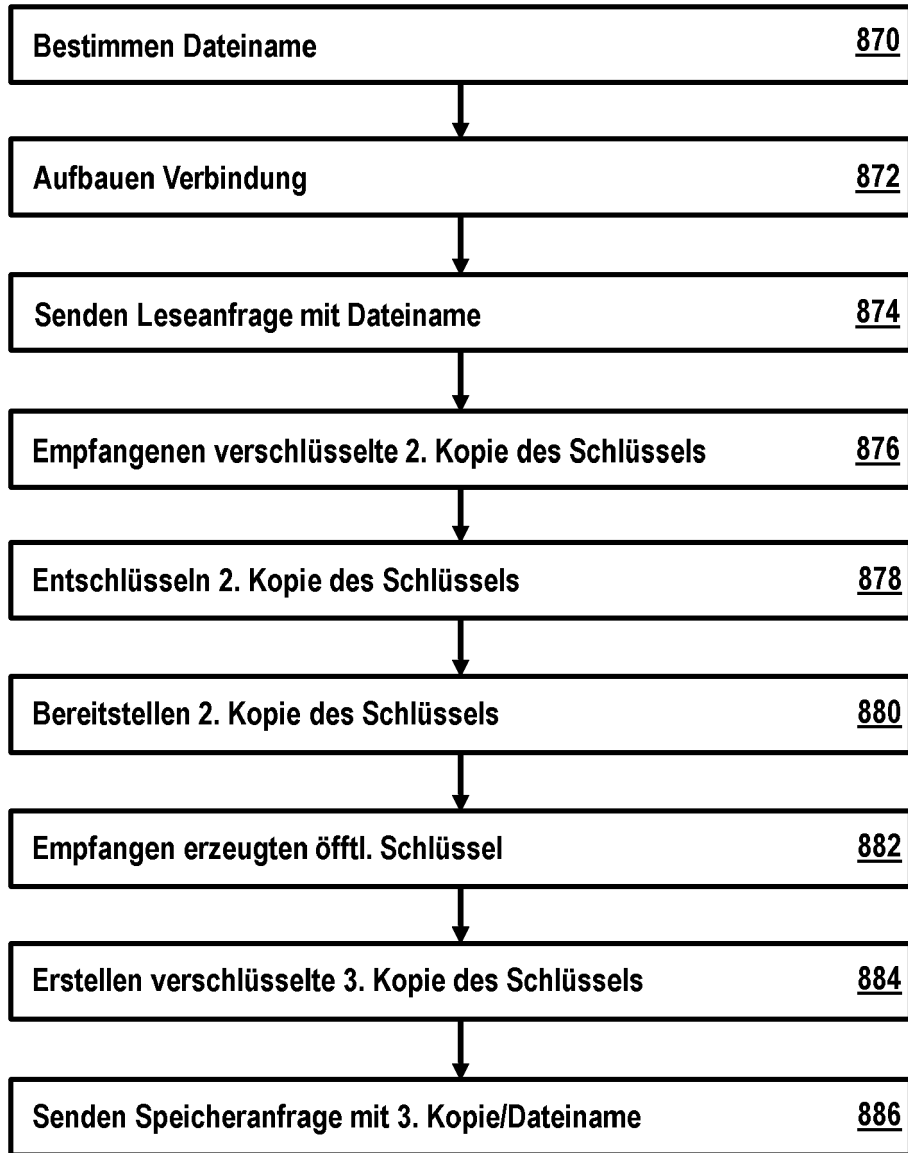 Bestimmen Dateiname 870
Aufbauen Verbindung 872
Senden Leseanfrage mit Dateiname 874
Empfangenen verschlüsselte 2. Kopie des Schlüssels 876
Entschlüsseln 2. Kopie des Schlüssels 878
Bereitstellen 2. Kopie des Schlüssels 880
Empfangen erzeugten öfftl. Schlüssel 882
Erstellen verschlüsselte 3. Kopie des Schlüssels 884
Senden Speicheranfrage mit 3. Kopie/Dateiname 886